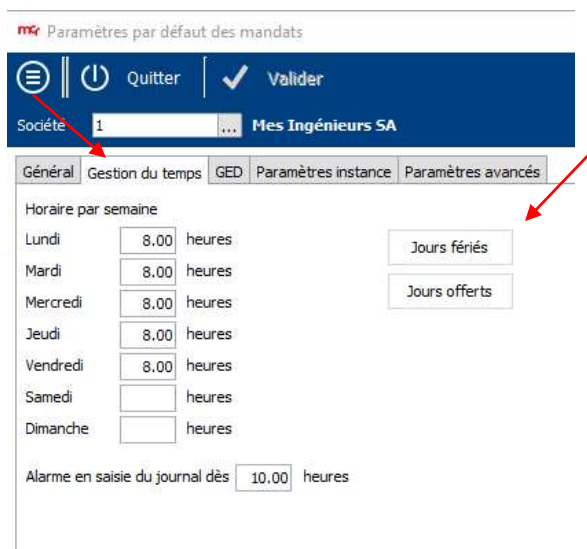 mcr Paramètres par défaut des mandats
Quitter Valider
Société 1 ... Mes Ingénieurs SA
Général Gestion du temps GED Paramètres instance Paramètres avancés
Horaire par semaine
Lundi 8.00 heures Jours fériés
Mardi 8.00 heures
Jours offerts
Mercredi 8.00 heures
Jeudi 8.00 heures
Vendredi 8.00 heures
Samedi heures
Dimanche heures
Alarme en saisie du journal dès 10.00 heures